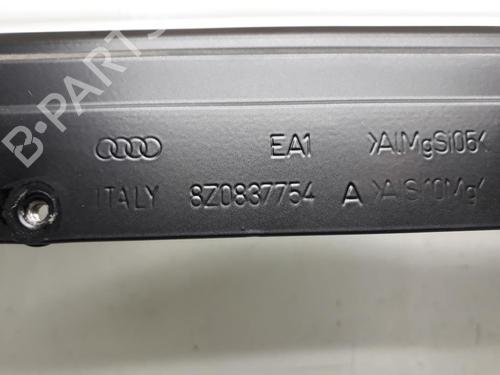 B-PARTS
EA1 >AlMgSi05<
ITALY 8Z0837754 A >AlSi10Mg<